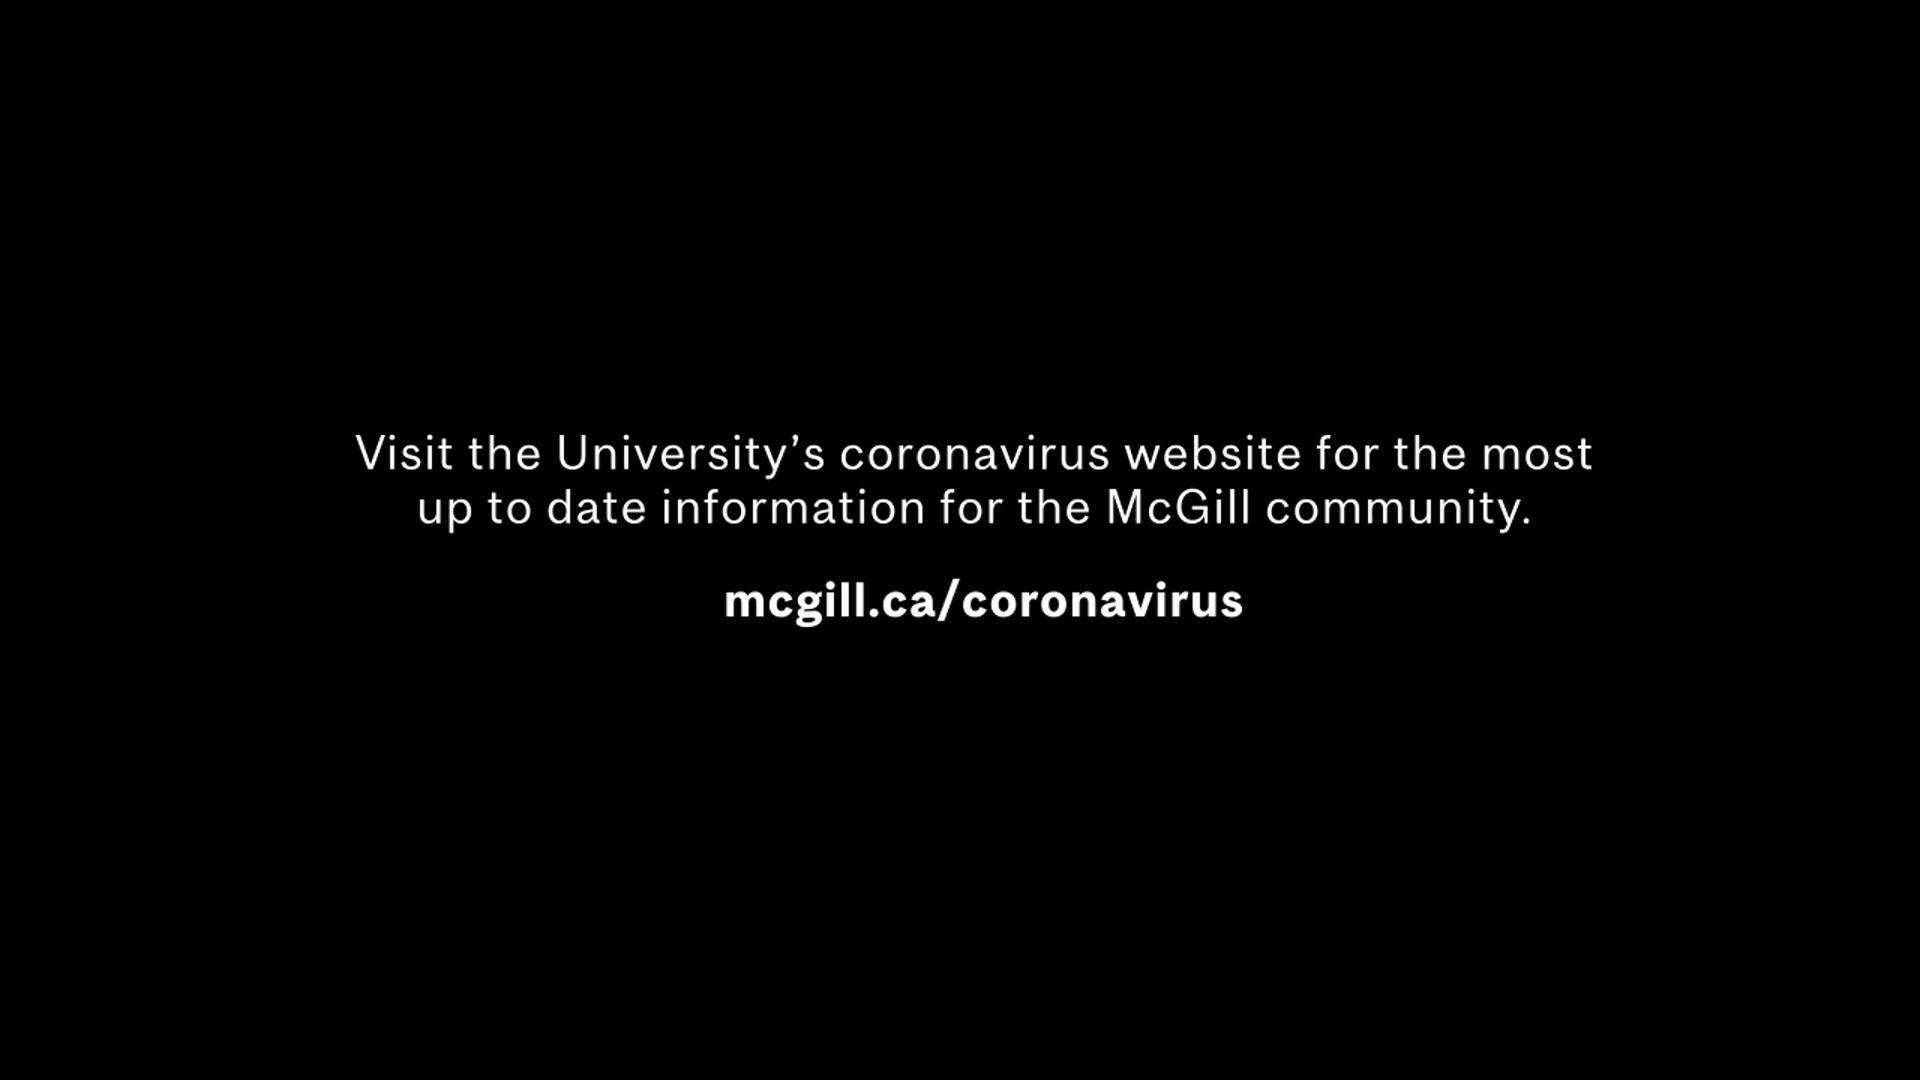 Visit the University’s coronavirus website for the most
up to date information for the McGill community.
mcgill.ca/coronavirus